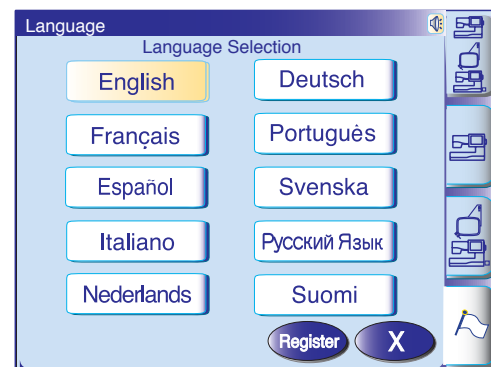 Language
Language Selection
English
Deutsch
Français
Portuguès
Español
Svenska
Italiano
Русский Язык
Nederlands
Suomi
Register
X